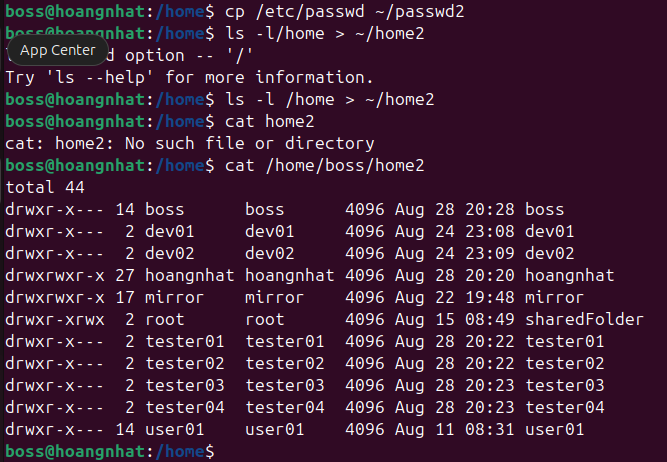 boss@hoangnhat:/home$ cp /etc/passwd ~/passwd2
boss@hoangnhat:/home$ ls -l/home > ~/home2
App Center
d option -- '/'
Try 'ls --help' for more information.
boss@hoangnhat:/home$ ls -l /home > ~/home2
boss@hoangnhat:/home$ cat home2
cat: home2: No such file or directory
boss@hoangnhat:/home$ cat /home/boss/home2
total 44
drwxr-x--- 14 boss      boss      4096 Aug 28 20:28 boss
drwxr-x---  2 dev01     dev01     4096 Aug 24 23:08 dev01
drwxr-x---  2 dev02     dev02     4096 Aug 24 23:09 dev02
drwxrwxr-x 27 hoangnhat hoangnhat 4096 Aug 28 20:20 hoangnhat
drwxrwxr-x 17 mirror    mirror    4096 Aug 22 19:48 mirror
drwxr-xrwx  2 root      root      4096 Aug 15 08:49 sharedFolder
drwxr-x---  2 tester01  tester01  4096 Aug 28 20:22 tester01
drwxr-x---  2 tester02  tester02  4096 Aug 28 20:22 tester02
drwxr-x---  2 tester03  tester03  4096 Aug 28 20:23 tester03
drwxr-x---  2 tester04  tester04  4096 Aug 28 20:23 tester04
drwxr-x--- 14 user01    user01    4096 Aug 11 08:31 user01
boss@hoangnhat:/home$